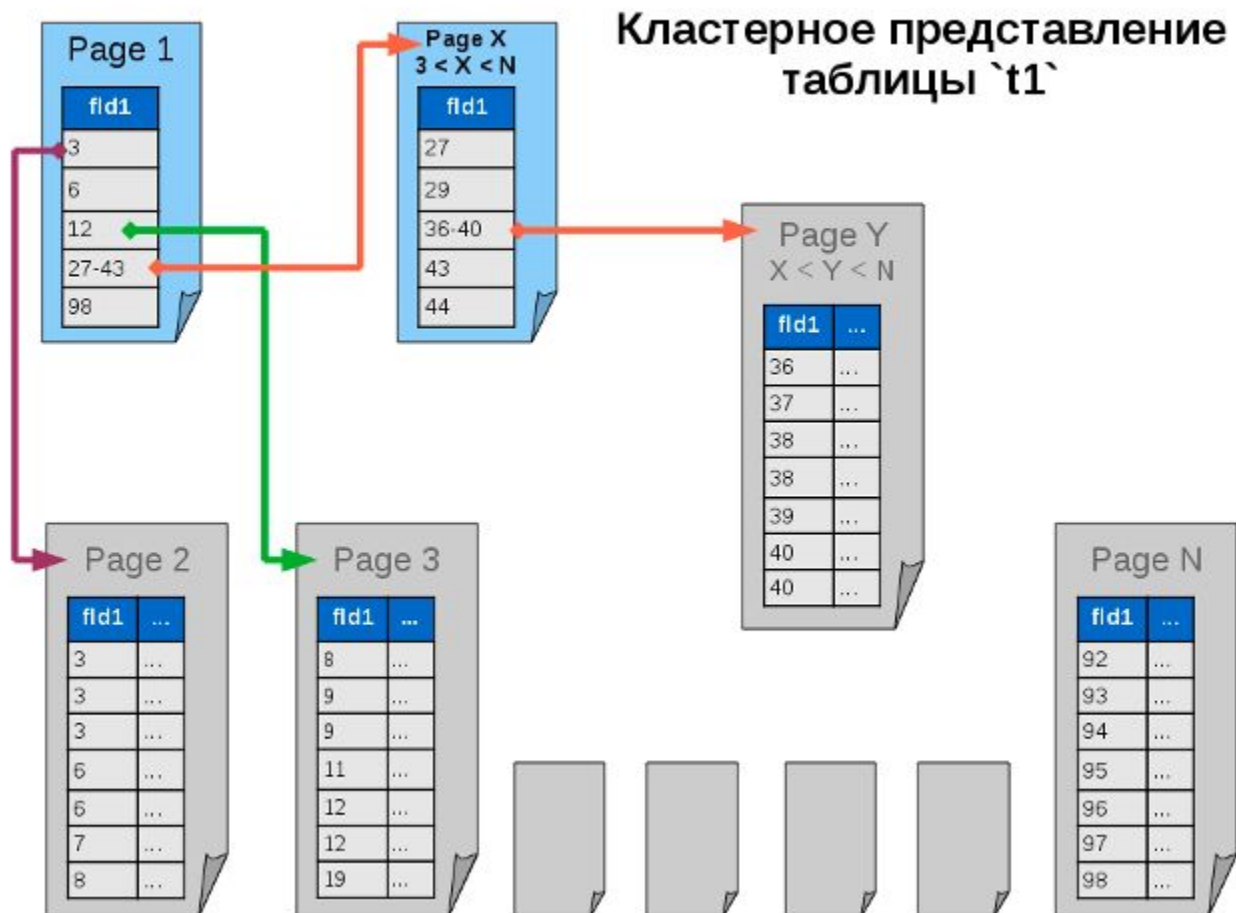 Кластерное представление
таблицы `t1`
Page 1
fld1
3
6
12
27-43
98
Page X
3 < X < N
fld1
27
29
36-40
43
44
Page Y
X < Y < N
fld1 ...
36 ...
37 ...
38 ...
38 ...
39 ...
40 ...
40 ...
Page 2
fld1 ...
3 ...
3 ...
3 ...
6 ...
6 ...
7 ...
8 ...
Page 3
fld1 ...
8 ...
9 ...
9 ...
11 ...
12 ...
12 ...
19 ...
Page N
fld1 ...
92 ...
93 ...
94 ...
95 ...
96 ...
97 ...
98 ...